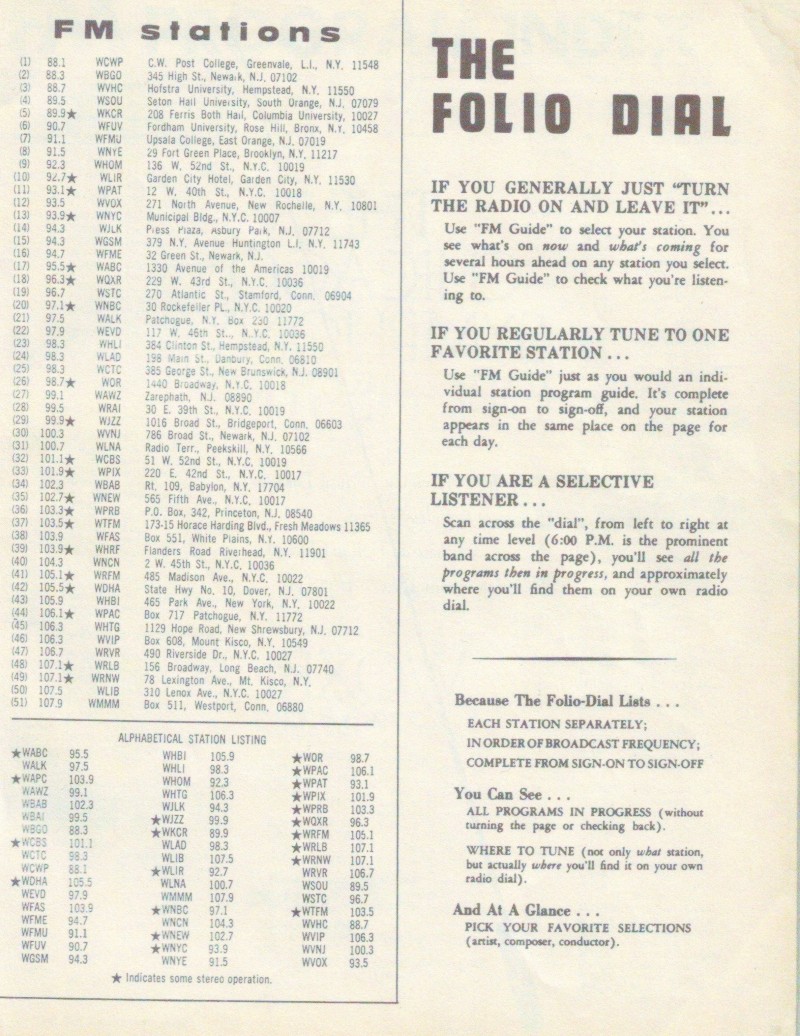 FM stations
(1) 88.1 WCWP C.W. Post College, Greenvale, L.I., N.Y. 11548
(2) 88.3 WBGO 345 High St., Newark, N.J. 07102
(3) 88.7 WVHC Hofstra University, Hempstead, N.Y. 11550
(4) 89.5 WSOU Seton Hall University, South Orange, N.J. 07079
(5) 89.9★ WKCR 208 Ferris Both Hail, Columbia University, 10027
(6) 90.7 WFUV Fordham University, Rose Hill, Bronx, N.Y. 10458
(7) 91.1 WFMU Upsala College, East Orange, N.J. 07019
(8) 91.5 WNYE 29 Fort Green Place, Brooklyn, N.Y. 11217
(9) 92.3 WHOM 136 W. 52nd St., N.Y.C. 10019
(10) 92.7★ WLIR Garden City Hotel, Garden City, N.Y. 11530
(11) 93.1★ WPAT 12 W. 40th St., N.Y.C. 10018
(12) 93.5 WVOX 271 North Avenue, New Rochelle, N.Y. 10801
(13) 93.9★ WNYC Municipal Bldg., N.Y.C. 10007
(14) 94.3 WJLK Press Plaza, Asbury Park, N.J. 07712
(15) 94.3 WGSM 379 N.Y. Avenue Huntington L.I. N.Y. 11743
(16) 94.7 WFME 32 Green St., Newark, N.J.
(17) 95.5★ WABC 1330 Avenue of the Americas 10019
(18) 96.3★ WQXR 229 W. 43rd St., N.Y.C. 10036
(19) 96.7 WSTC 270 Atlantic St., Stamford, Conn. 06904
(20) 97.1★ WNBC 30 Rockefeller PL., N.Y.C. 10020
(21) 97.5 WALK Patchogue, N.Y. Box 230 11772
(22) 97.9 WEVD 117 W. 46th St., N.Y.C. 10036
(23) 98.3 WHLI 384 Clinton St., Hempstead, N.Y. 11550
(24) 98.3 WLAD 198 Main St., Danbury, Conn. 06810
(25) 98.3 WCTC 385 George St., New Brunswick, N.J. 08901
(26) 98.7★ WOR 1440 Broadway, N.Y.C. 10018
(27) 99.1 WAWZ Zarephath, N.J. 08890
(28) 99.5 WRAI 30 E. 39th St., N.Y.C. 10019
(29) 99.9★ WJZZ 1016 Broad St., Bridgeport, Conn. 06603
(30) 100.3 WVNJ 786 Broad St., Newark, N.J. 07102
(31) 100.7 WLNA Radio Terr., Peekskill, N.Y. 10566
(32) 101.1★ WCBS 51 W. 52nd St., N.Y.C. 10019
(33) 101.9★ WPIX 220 E. 42nd St., N.Y.C. 10017
(34) 102.3 WBAB Rt. 109, Babylon, N.Y. 17704
(35) 102.7★ WNEW 565 Fifth Ave., N.Y.C. 10017
(36) 103.3★ WPRB P.O. Box, 342, Princeton, N.J. 08540
(37) 103.5★ WTFM 173-15 Horace Harding Blvd., Fresh Meadows 11365
(38) 103.9 WFAS Box 551, White Plains, N.Y. 10600
(39) 103.9★ WHRF Flanders Road Riverhead, N.Y. 11901
(40) 104.3 WNCN 2 W. 45th St., N.Y.C. 10036
(41) 105.1★ WRFM 485 Madison Ave., N.Y.C. 10022
(42) 105.5★ WDHA State Hwy No. 10, Dover, N.J. 07801
(43) 105.9 WHBI 465 Park Ave., New York, N.Y. 10022
(44) 106.1★ WPAC Box 717 Patchogue, N.Y. 11772
(45) 106.3 WHTG 1129 Hope Road, New Shrewsbury, N.J. 07712
(46) 106.3 WVIP Box 608, Mount Kisco, N.Y. 10549
(47) 106.7 WRVR 490 Riverside Dr., N.Y.C. 10027
(48) 107.1★ WRLB 156 Broadway, Long Beach, N.J. 07740
(49) 107.1★ WRNW 78 Lexington Ave., Mt. Kisco, N.Y.
(50) 107.5 WLIB 310 Lenox Ave., N.Y.C. 10027
(51) 107.9 WMMM Box 511, Westport, Conn. 06880
ALPHABETICAL STATION LISTING
★WABC 95.5
WALK 97.5
★WAPC 103.9
WAWZ 99.1
WBAB 102.3
WBAI 99.5
WBGO 88.3
★WCBS 101.1
WCTC 98.3
WCWP 88.1
★WDHA 105.5
WEVD 97.9
WFAS 103.9
WFME 94.7
WFMU 91.1
WFUV 90.7
WGSM 94.3
WHBI 105.9
WHLI 98.3
WHOM 92.3
WHTG 106.3
WJLK 94.3
★WJZZ 99.9
★WKCR 89.9
WLAD 98.3
WLIB 107.5
★WLIR 92.7
WLNA 100.7
WMMM 107.9
★WNBC 97.1
WNCN 104.3
★WNEW 102.7
★WNYC 93.9
WNYE 91.5
★WOR 98.7
★WPAC 106.1
★WPAT 93.1
★WPIX 101.9
★WPRB 103.3
★WQXR 96.3
★WRFM 105.1
★WRLB 107.1
★WRNW 107.1
WRVR 106.7
WSOU 89.5
WSTC 96.7
★WTFM 103.5
WVHC 88.7
WVIP 106.3
WVNJ 100.3
WVOX 93.5
★ Indicates some stereo operation.
THE
FOLIO DIAL
IF YOU GENERALLY JUST "TURN
THE RADIO ON AND LEAVE IT"...
Use "FM Guide" to select your station. You
see what's on now and what's coming for
several hours ahead on any station you select.
Use "FM Guide" to check what you're listen-
ing to.
IF YOU REGULARLY TUNE TO ONE
FAVORITE STATION...
Use "FM Guide" just as you would an indi-
vidual station program guide. It's complete
from sign-on to sign-off, and your station
appears in the same place on the page for
each day.
IF YOU ARE A SELECTIVE
LISTENER...
Scan across the "dial", from left to right at
any time level (6:00 P.M. is the prominent
band across the page), you'll see all the
programs then in progress, and approximately
where you'll find them on your own radio
dial.
Because The Folio-Dial Lists...
EACH STATION SEPARATELY;
IN ORDER OF BROADCAST FREQUENCY;
COMPLETE FROM SIGN-ON TO SIGN-OFF
You Can See...
ALL PROGRAMS IN PROGRESS (without
turning the page or checking back).
WHERE TO TUNE (not only what station,
but actually where you'll find it on your own
radio dial).
And At A Glance...
PICK YOUR FAVORITE SELECTIONS
(artist, composer, conductor).